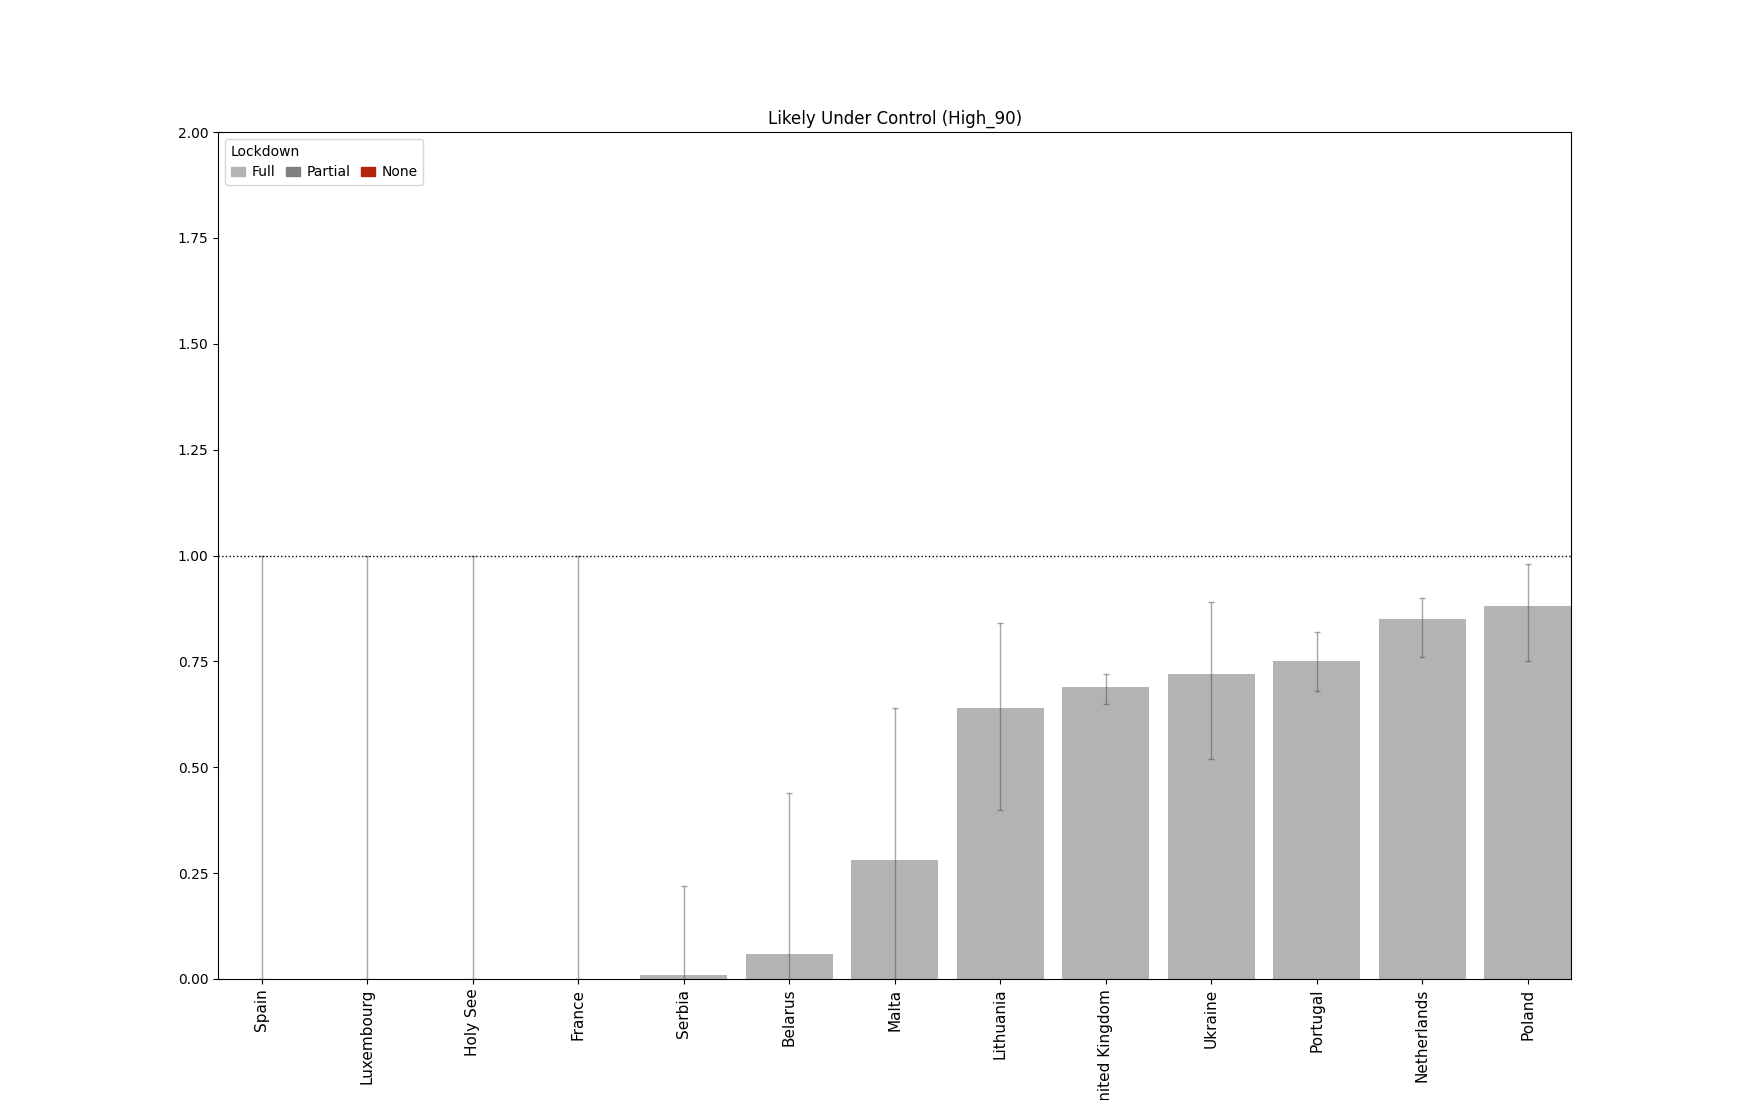 Likely Under Control (High_90)
2.00
Lockdown
Full Partial None
1.75
1.50
1.25
1.00
0.75
0.50
0.25
0.00
Spain
Luxembourg
Holy See
France
Serbia
Belarus
Malta
Lithuania
nited Kingdom
Ukraine
Portugal
Netherlands
Poland